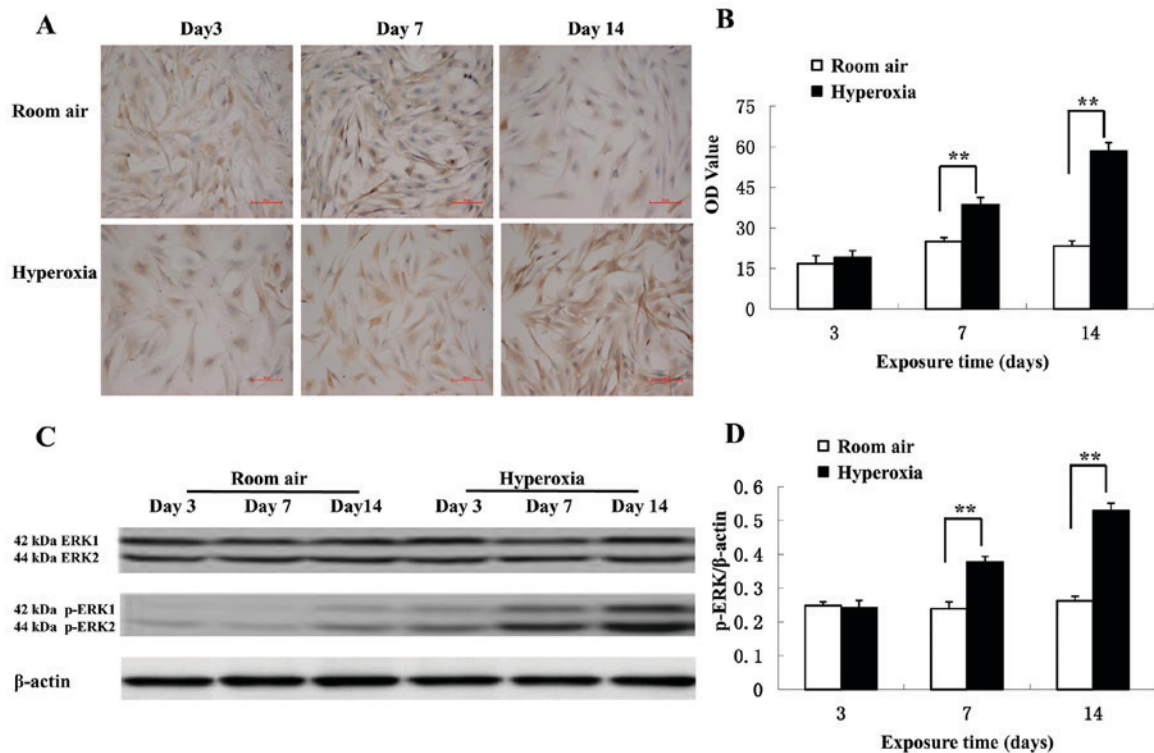 A
Day3
Day 7
Day 14
Room air
Hyperoxia
B
Room air
Hyperoxia
OD Value
75
60
45
30
15
0
**
**
3
7
14
Exposure time (days)
C
Room air
Hyperoxia
Day 3
Day 7
Day14
Day 3
Day 7
Day 14
42 kDa ERK1
44 kDa ERK2
42 kDa p-ERK1
44 kDa p-ERK2
β-actin
D
Room air
Hyperoxia
p-ERK/β-actin
0.6
0.5
0.4
0.3
0.2
0.1
0
**
**
3
7
14
Exposure time (days)